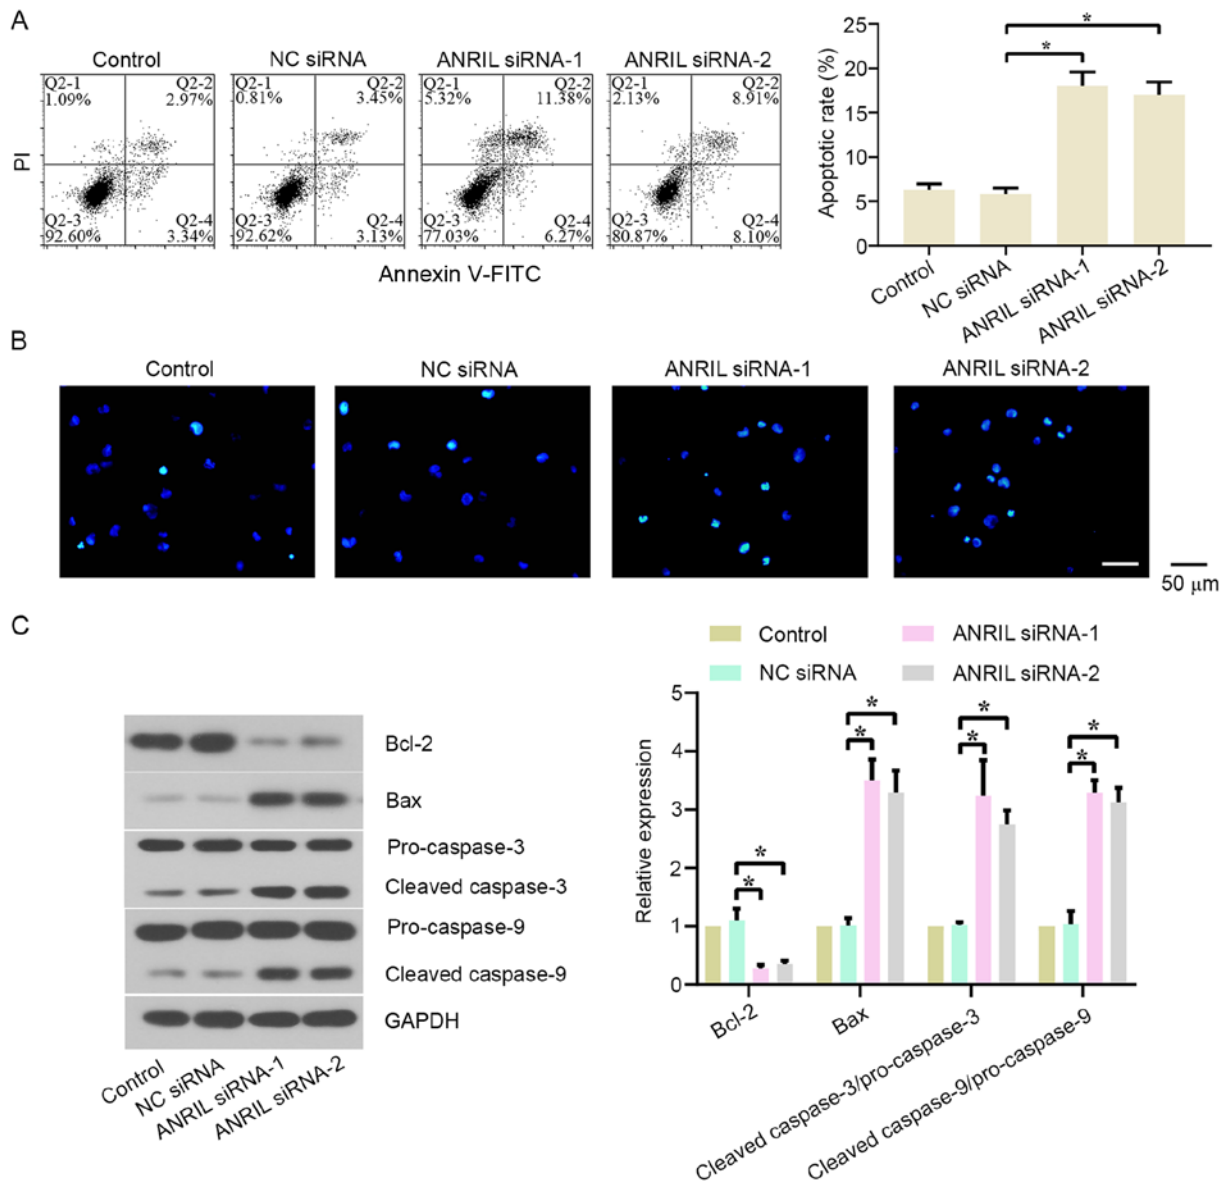 A
Control
NC siRNA
ANRIL siRNA-1
ANRIL siRNA-2
Q2-1 Q2-2
1.09% 2.97%
Q2-3 Q2-4
92.60% 3.34%
Q2-1 Q2-2
0.81% 3.45%
Q2-3 Q2-4
92.62% 3.13%
Q2-1 Q2-2
5.32% 11.38%
Q2-3 Q2-4
77.03% 6.27%
Q2-1 Q2-2
2.13% 8.91%
Q2-3 Q2-4
80.87% 8.10%
PI
Annexin V-FITC
Apoptotic rate (%)
25
20
15
10
5
0
*
*
Control
NC siRNA
ANRIL siRNA-1
ANRIL siRNA-2
B
Control
NC siRNA
ANRIL siRNA-1
ANRIL siRNA-2
50 μm
C
Bcl-2
Bax
Pro-caspase-3
Cleaved caspase-3
Pro-caspase-9
Cleaved caspase-9
GAPDH
Control
NC siRNA
ANRIL siRNA-1
ANRIL siRNA-2
Control
NC siRNA
ANRIL siRNA-1
ANRIL siRNA-2
Relative expression
5
4
3
2
1
0
*
*
*
*
*
*
*
*
Bcl-2
Bax
Cleaved caspase-3/pro-caspase-3
Cleaved caspase-9/pro-caspase-9